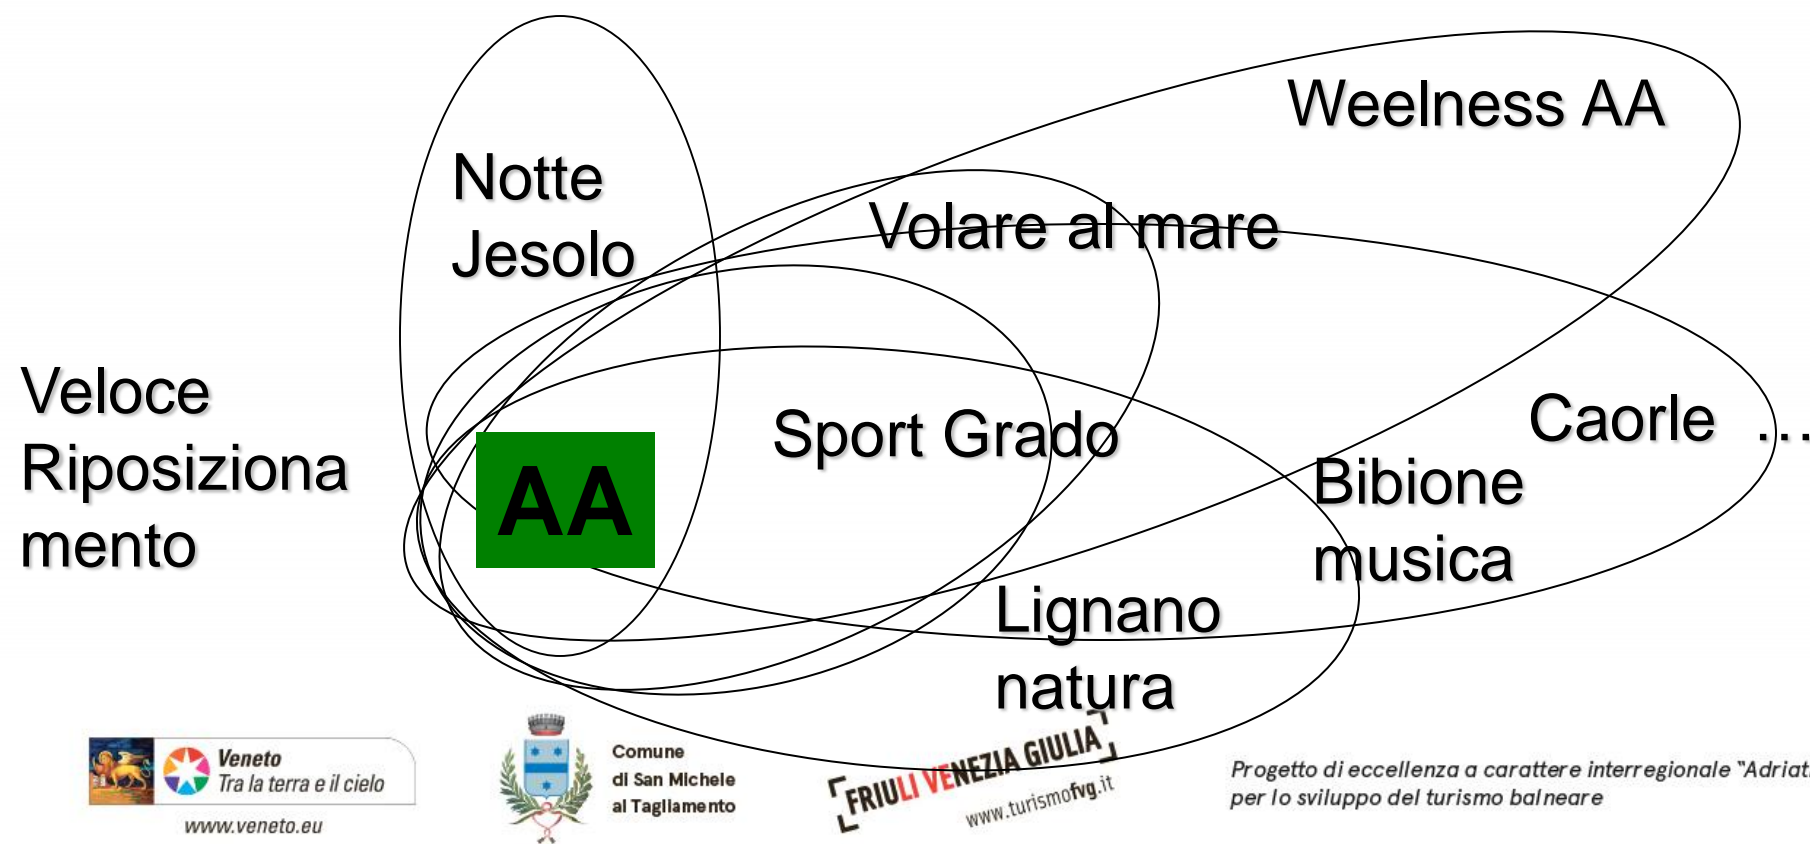 Weelness AA
Notte
Jesolo
Volare al mare
Veloce
Riposiziona
mento
Sport Grado
Caorle ...
AA
Bibione
musica
Lignano
natura
Veneto
Tra la terra e il cielo
www.veneto.eu
Comune
di San Michele
al Tagliamento
FRIULI VENEZIA GIULIA
www.turismofvg.it
Progetto di eccellenza a carattere interregionale "Adriat
per lo sviluppo del turismo balneare